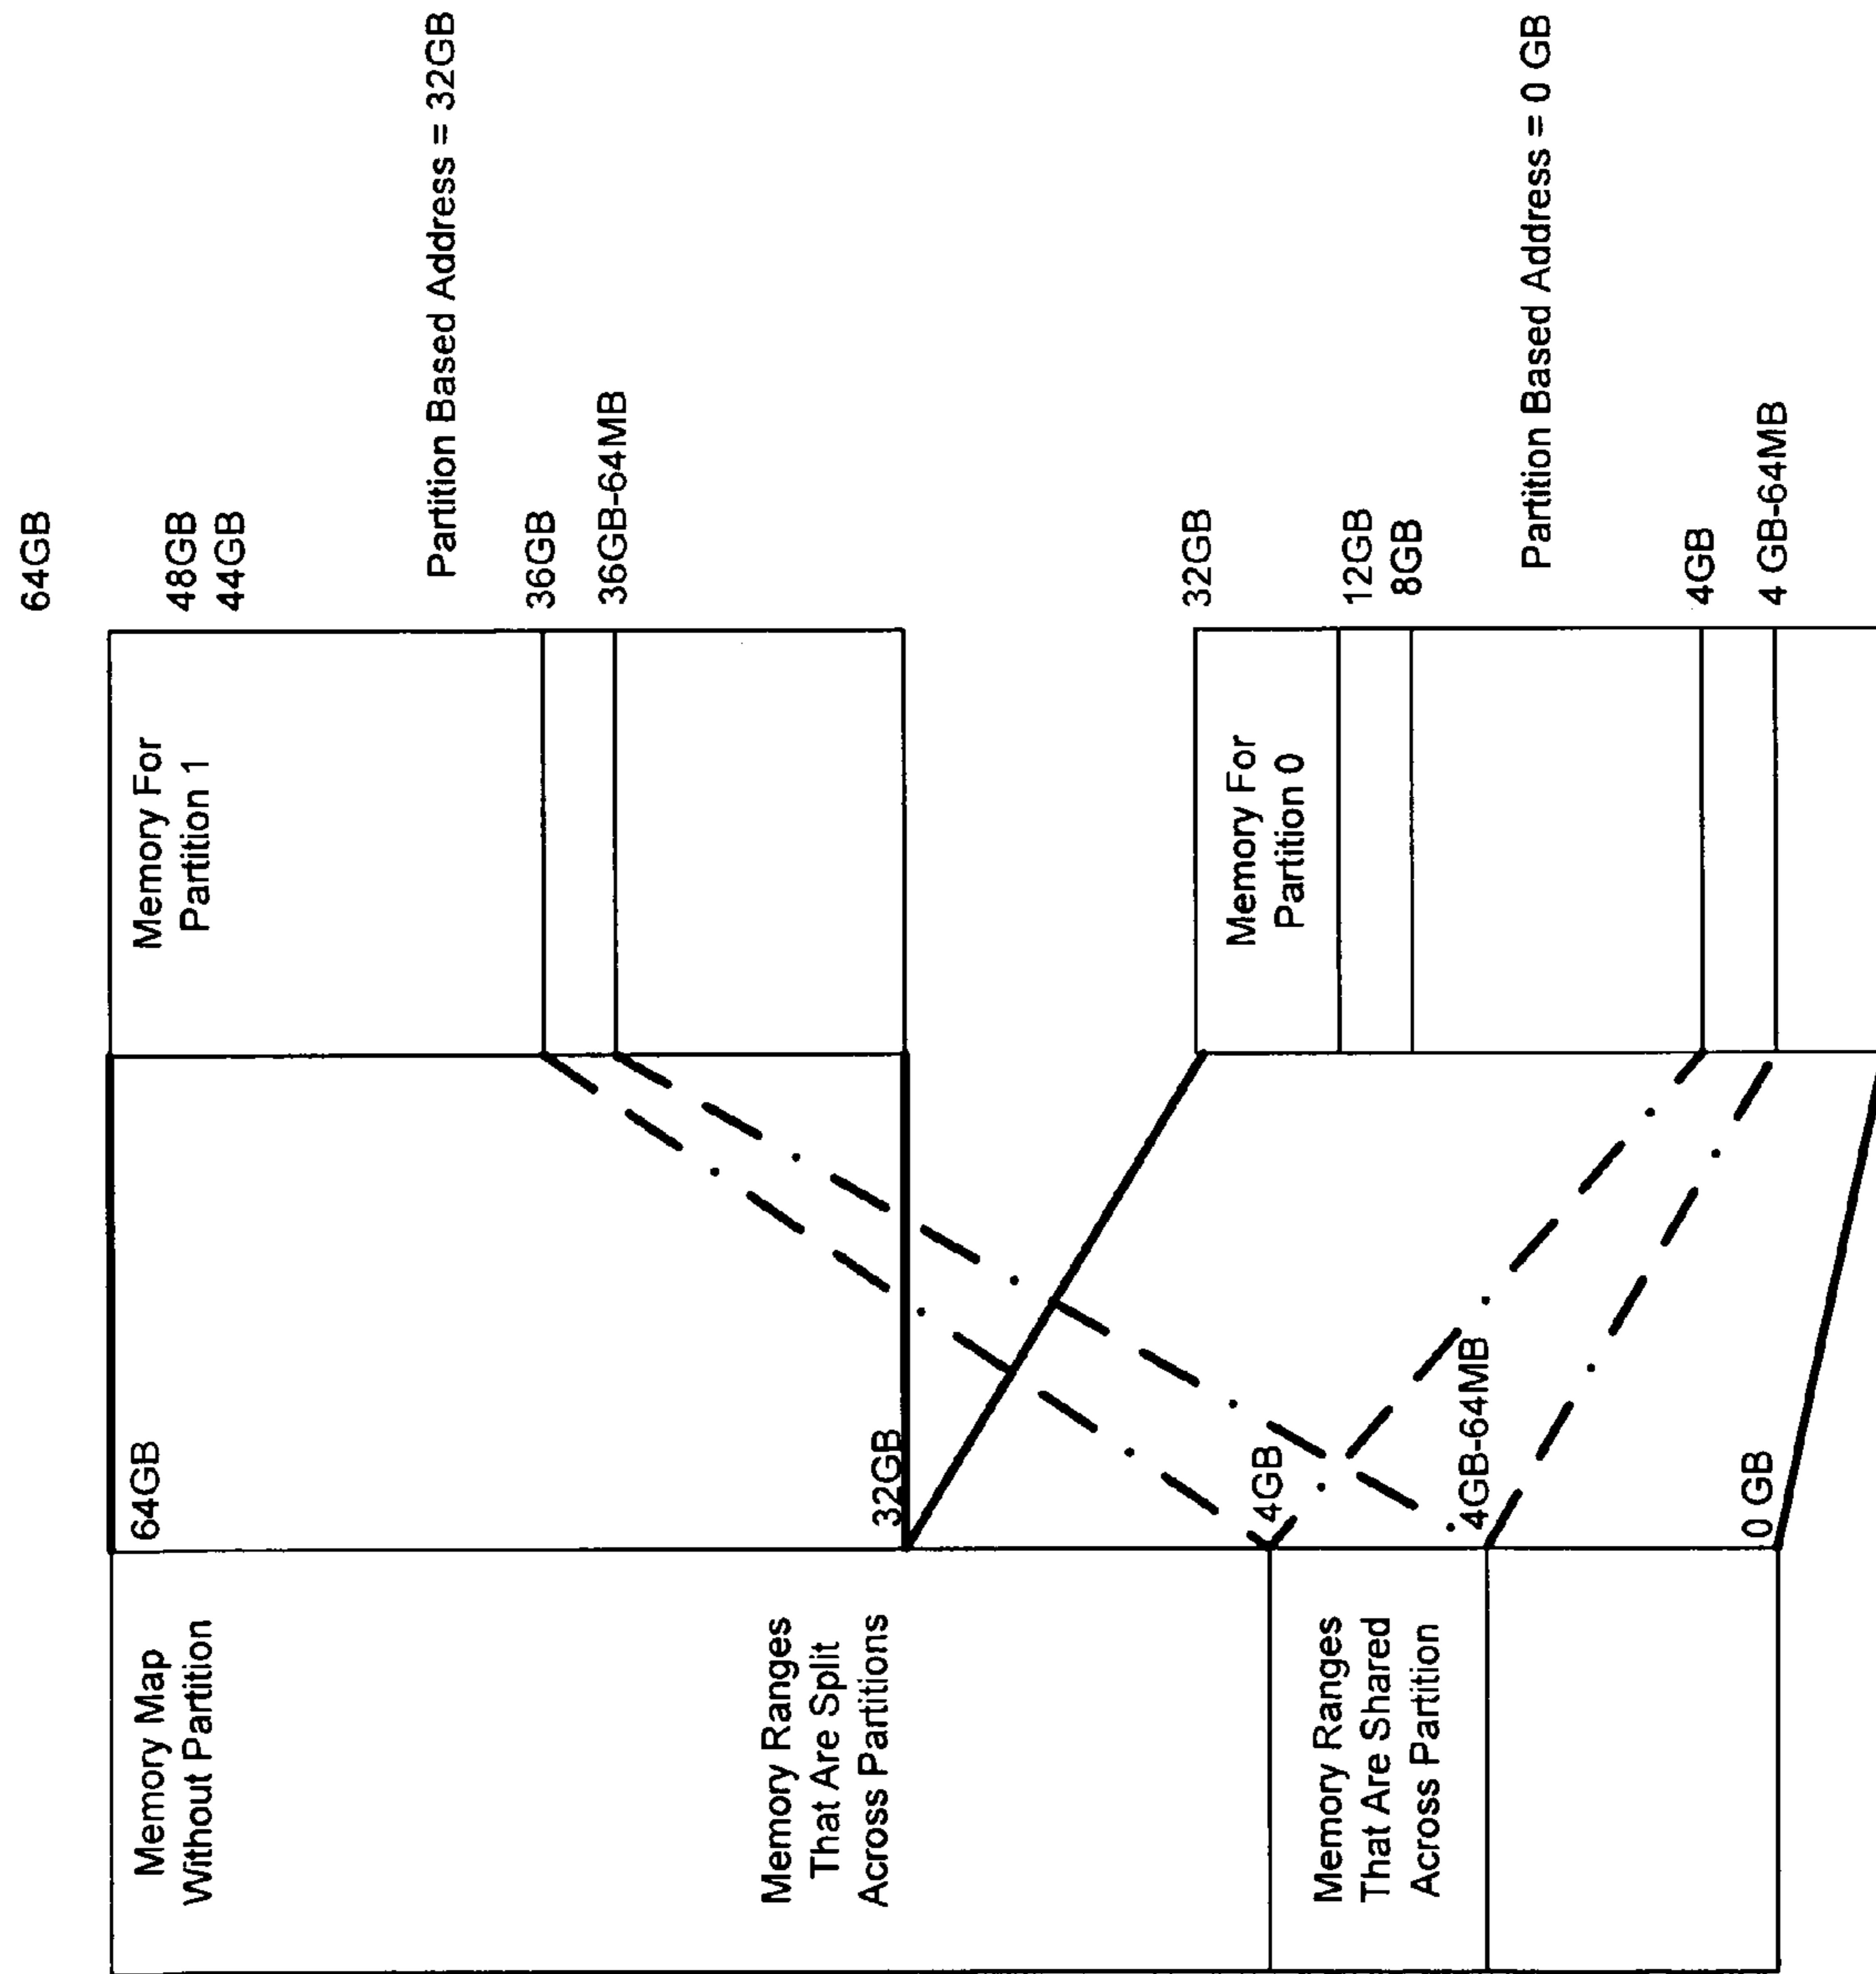 Memory Map
Without Partition
Memory Ranges
That Are Split
Across Partitions
Memory Ranges
That Are Shared
Across Partition
64GB
32GB
4GB
4GB-64MB
0 GB
Memory For
Partition 1
Memory For
Partition 0
64GB
48GB
44GB
Partition Based Address = 32GB
36GB
36GB-64MB
32GB
12GB
8GB
Partition Based Address = 0 GB
4GB
4 GB-64MB